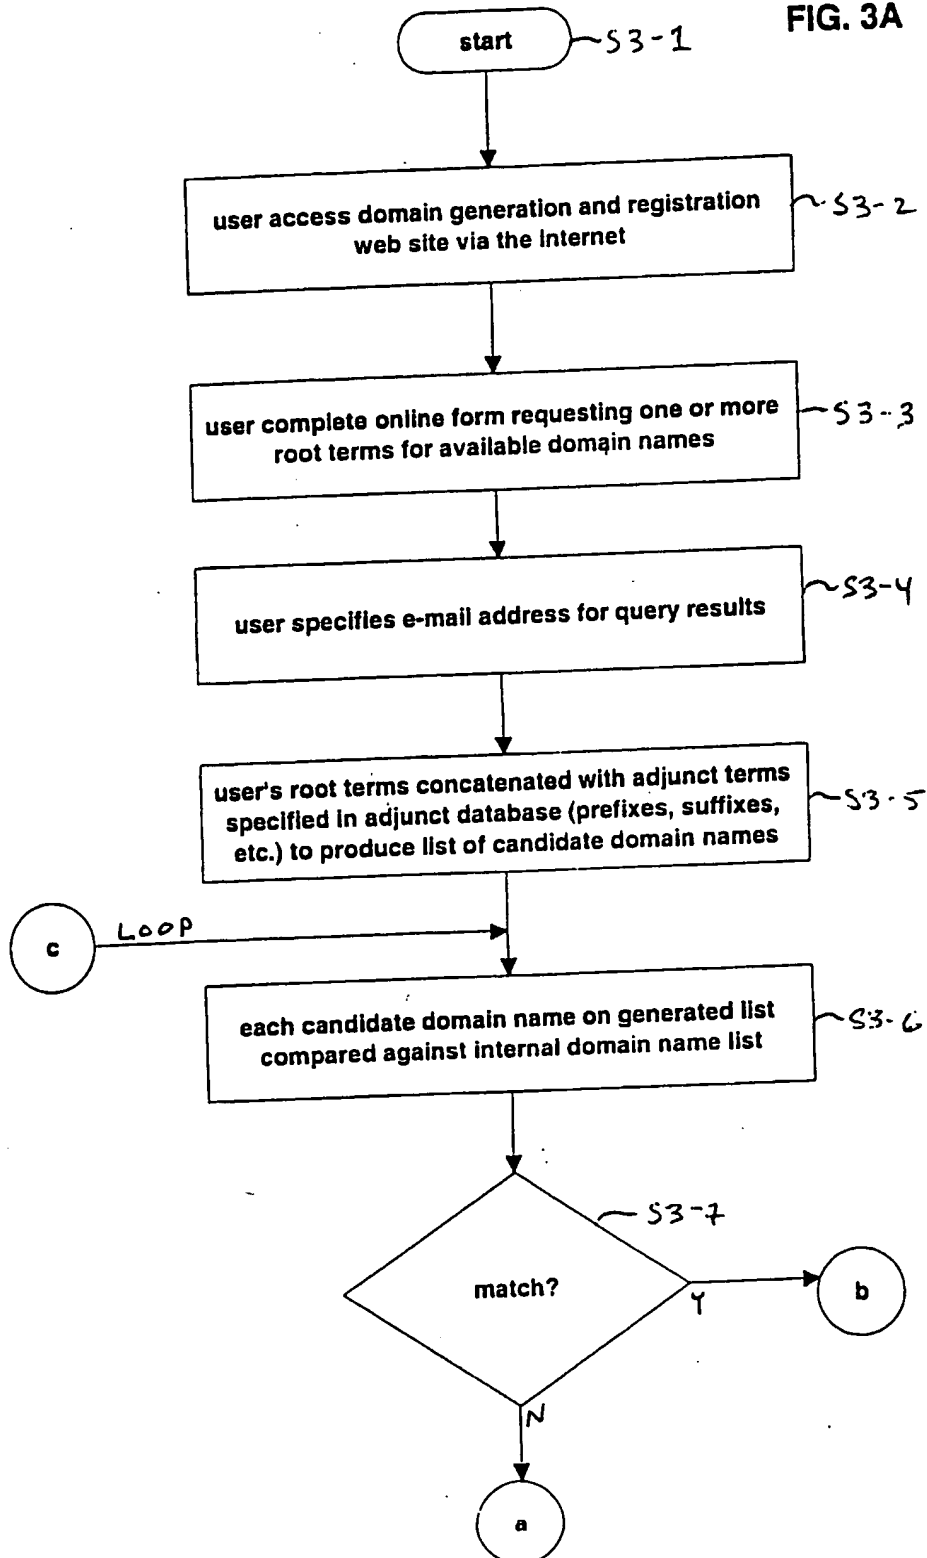 FIG. 3A
start
S3-1
user access domain generation and registration
web site via the Internet
S3-2
user complete online form requesting one or more
root terms for available domain names
S3-3
user specifies e-mail address for query results
S3-4
user's root terms concatenated with adjunct terms
specified in adjunct database (prefixes, suffixes,
etc.) to produce list of candidate domain names
S3-5
c
LOOP
each candidate domain name on generated list
compared against internal domain name list
S3-6
S3-7
match?
Y
b
N
a